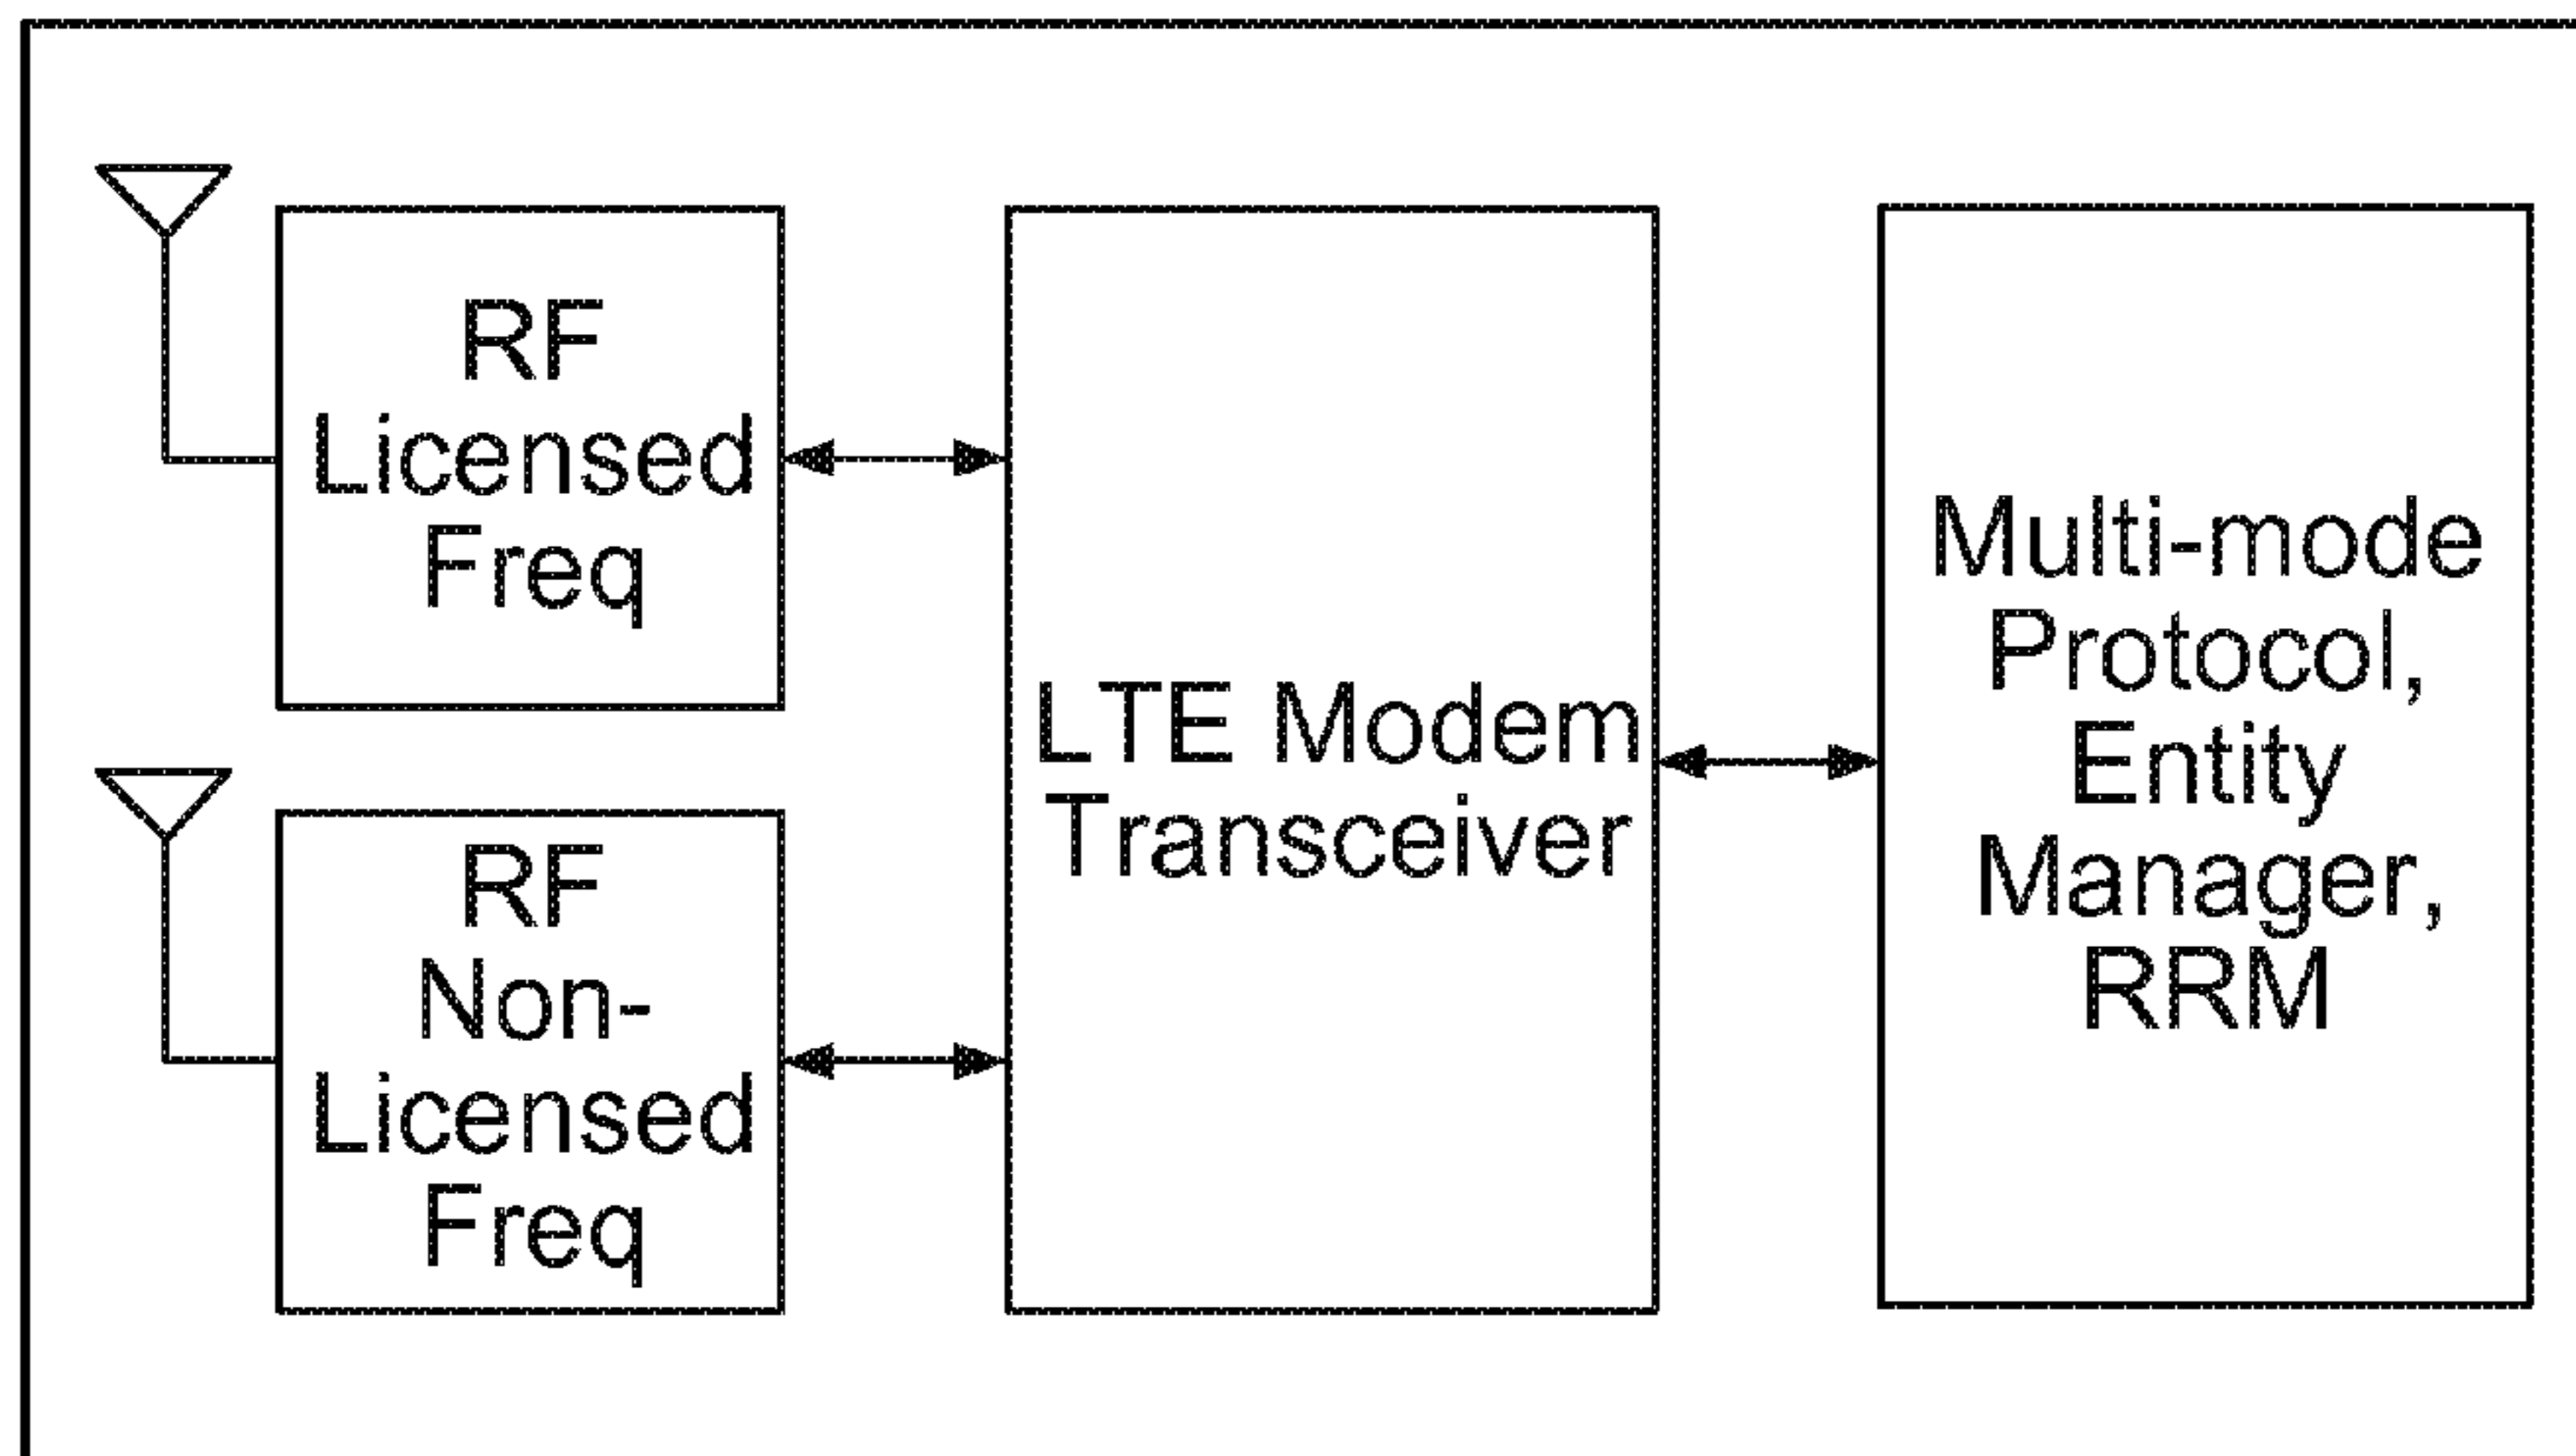 RF
Licensed
Freq
RF
Non-
Licensed
Freq
LTE Modem
Transceiver
Multi-mode
Protocol,
Entity
Manager,
RRM